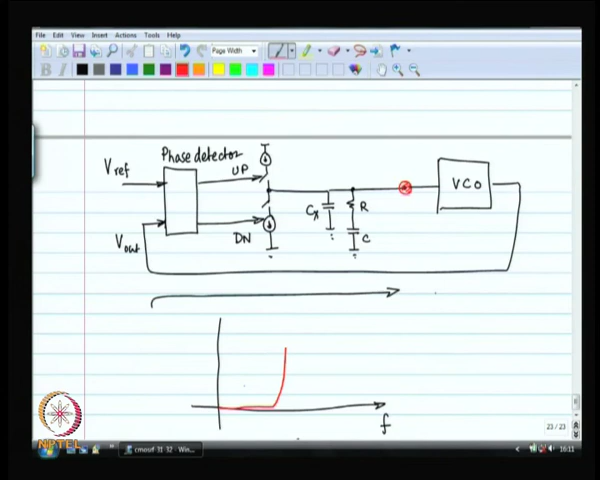 File Edit View Insert Actions Tools Help
Page Width
B I
Phase detector
Vref
UP
VCO
Cx
R
Vout
DN
C
f
23 / 23
NPTEL
cmosrf-31-32 - Win...
16:11